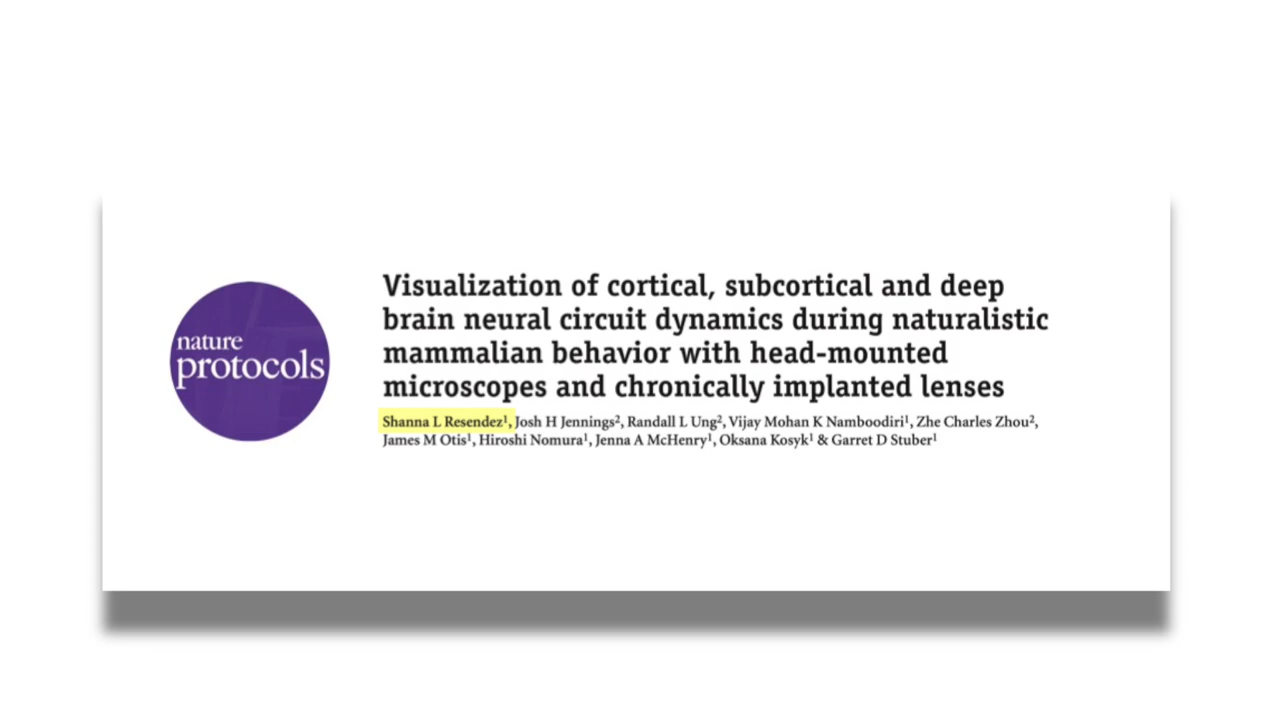 nature
protocols
Visualization of cortical, subcortical and deep
brain neural circuit dynamics during naturalistic
mammalian behavior with head-mounted
microscopes and chronically implanted lenses
Shanna L Resendez¹, Josh H Jennings², Randall L Ung², Vijay Mohan K Namboodiri¹, Zhe Charles Zhou²,
James M Otis¹, Hiroshi Nomura¹, Jenna A McHenry¹, Oksana Kosyk¹ & Garret D Stuber¹